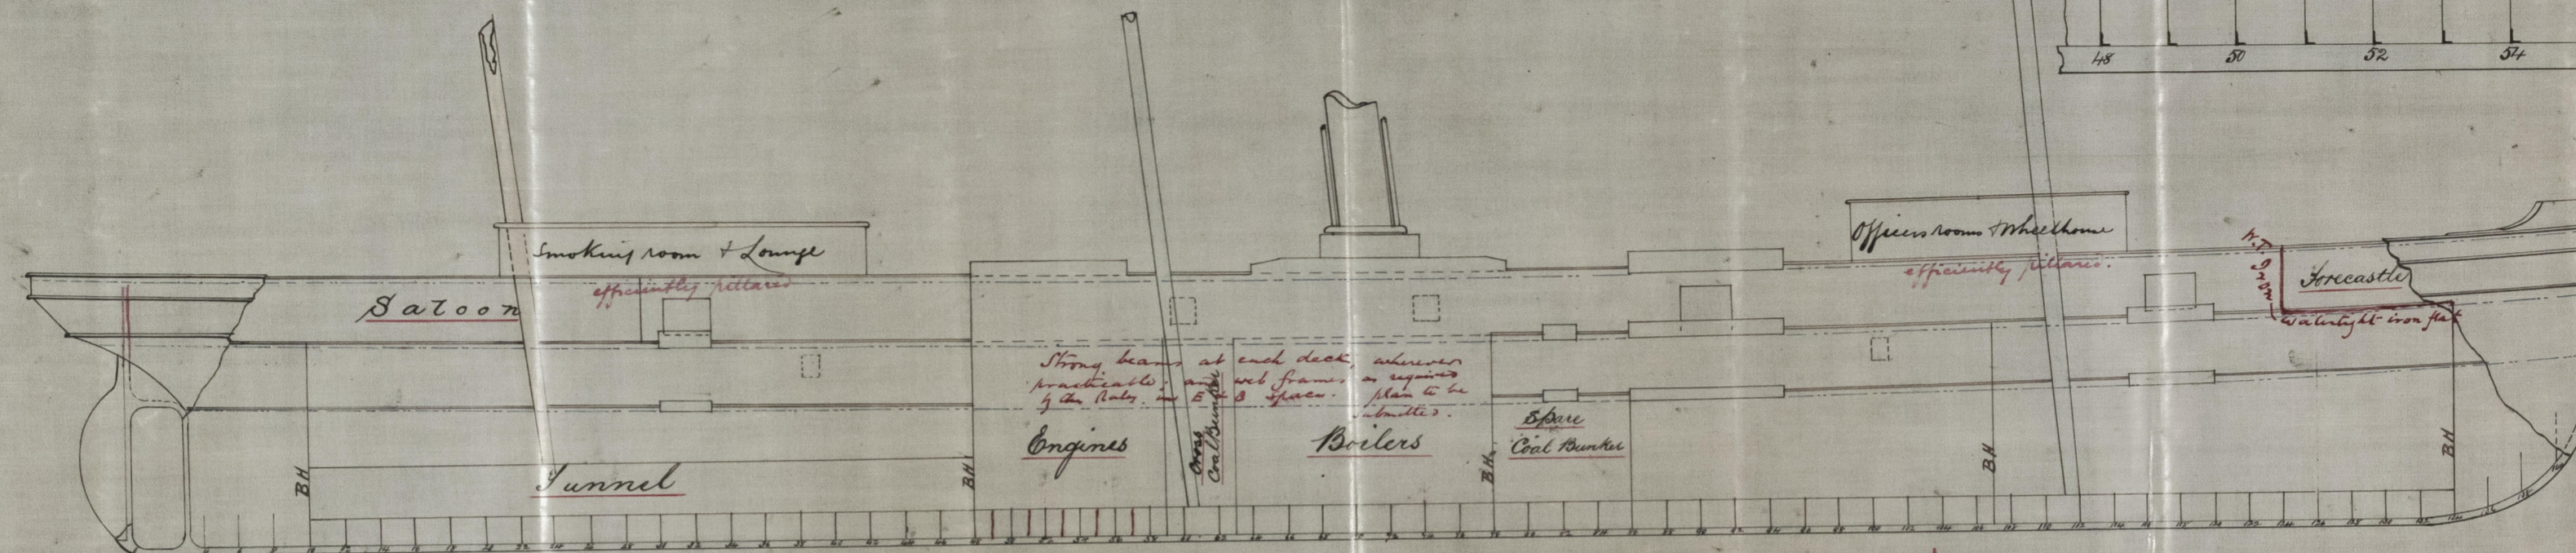 48 50 52 54
Smoking room & Lounge
efficiently pillared
Saloon
Officers rooms & Wheelhouse
efficiently pillared.
W.T. Iron
Forecastle
Watertight iron flat
Strong beams at each deck, wherever
practicable; and web frames as required
by the Rules in E & B space. Plan to be
submitted.
Engines
Cross
Coal Bunker
Boilers
Spare
Coal Bunker
Tunnel
BH
BH
BH
BH
BH